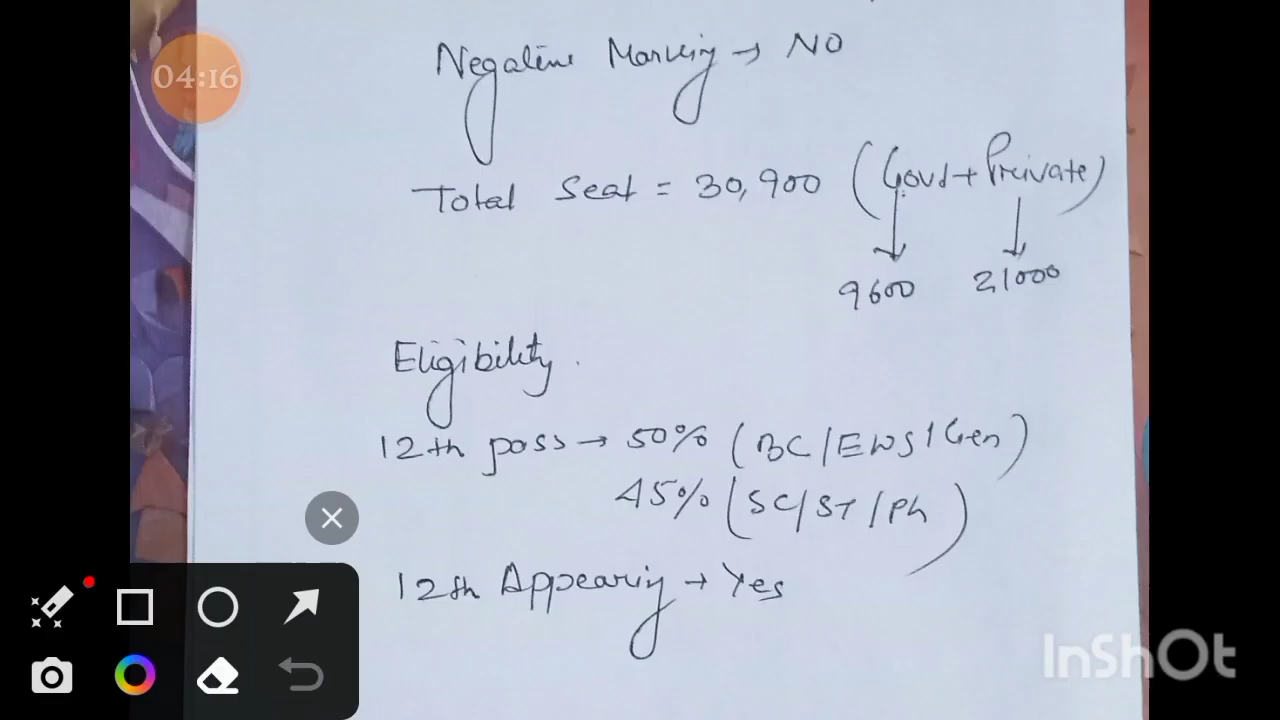 Negative Marking → NO
04:16
Total Seat = 30,900 (Govd + Private)
9600 21000
Eligibility.
12th pass → 50% (BC/EWS/Gen)
45% (SC/ST/Ph)
12th Appearing → Yes
InShOt